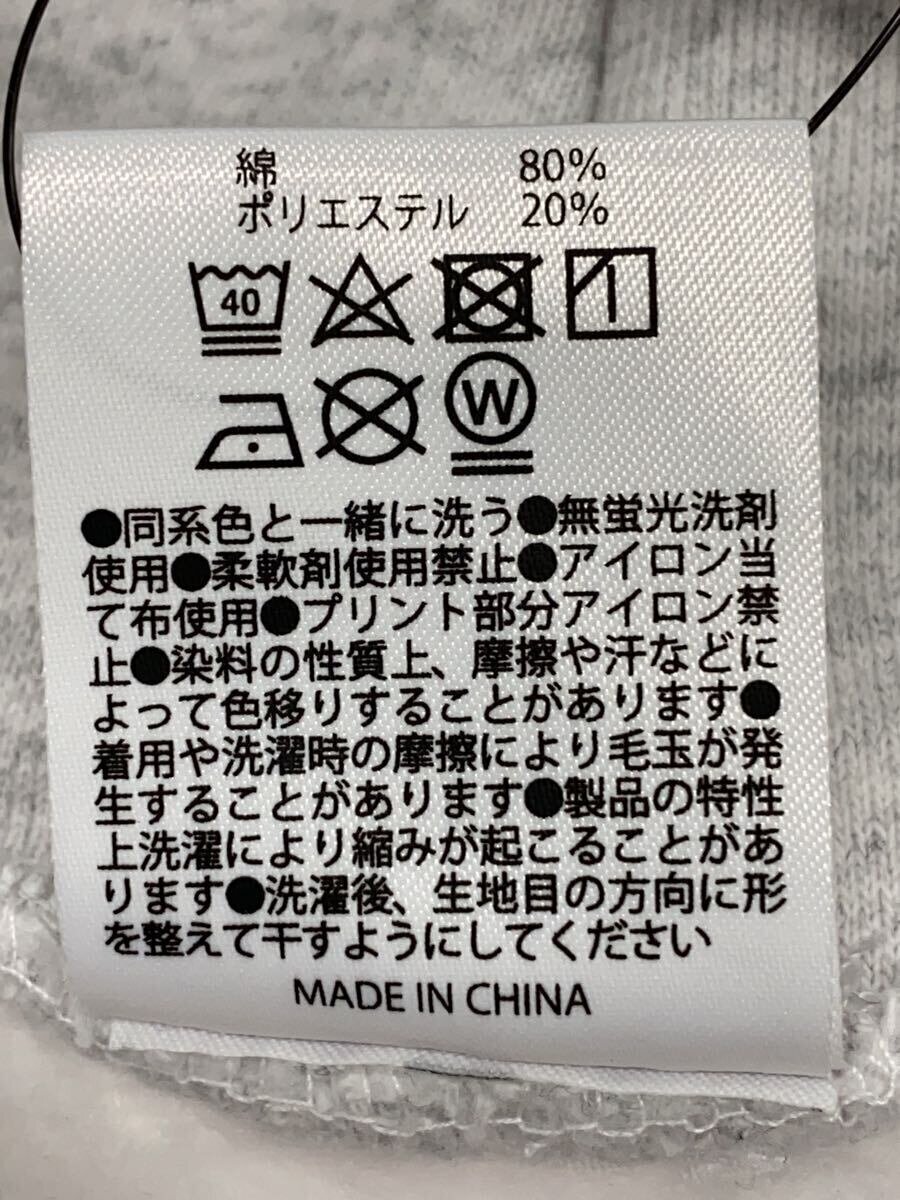 綿 80%
ポリエステル 20%
40
W
●同系色と一緒に洗う●無蛍光洗剤
使用●柔軟剤使用禁止●アイロン当
て布使用●プリント部分アイロン禁
止●染料の性質上、摩擦や汗などに
よって色移りすることがあります●
着用や洗濯時の摩擦により毛玉が発
生することがあります●製品の特性
上洗濯により縮みが起こることがあ
ります●洗濯後、生地目の方向に形
を整えて干すようにしてください
MADE IN CHINA